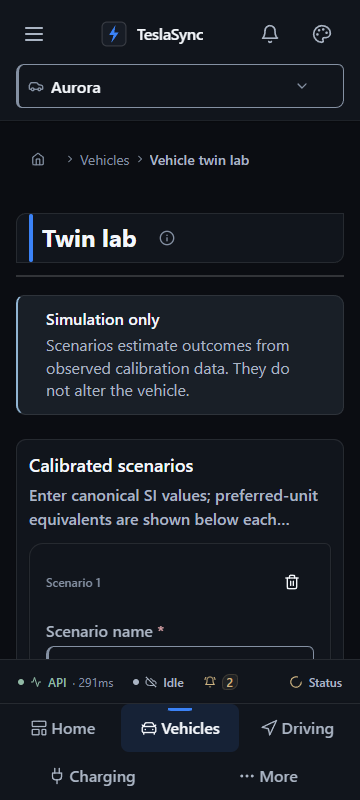 TeslaSync
Aurora
Vehicles
Vehicle twin lab
Twin lab
Simulation only
Scenarios estimate outcomes from
observed calibration data. They do
not alter the vehicle.
Calibrated scenarios
Enter canonical SI values; preferred-unit
equivalents are shown below each...
Scenario 1
Scenario name *
API · 291ms
Idle
2
Status
Home
Vehicles
Driving
Charging
More